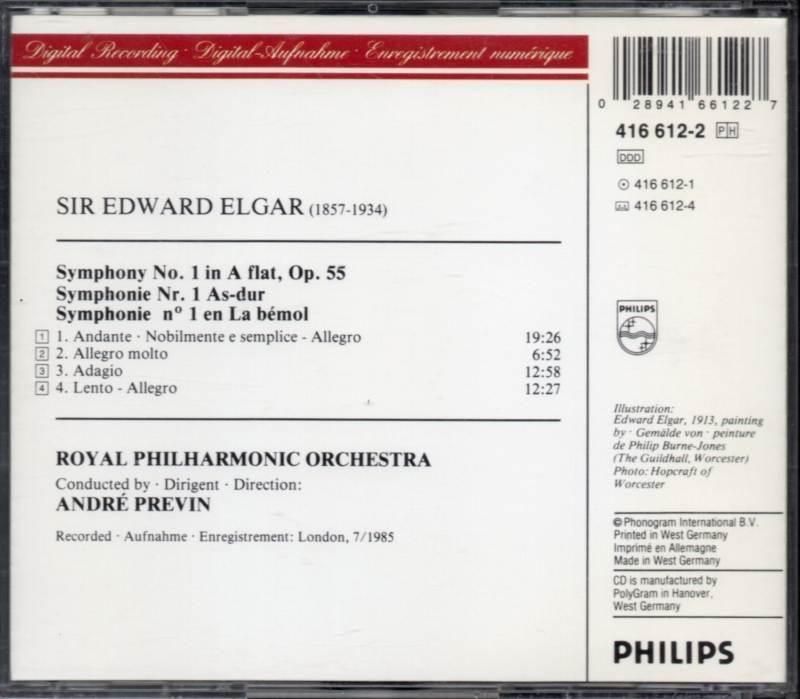 Digital Recording · Digital-Aufnahme · Enregistrement numérique
SIR EDWARD ELGAR (1857-1934)
Symphony No. 1 in A flat, Op. 55
Symphonie Nr. 1 As-dur
Symphonie nº 1 en La bémol
1 1. Andante · Nobilmente e semplice - Allegro 19:26
2 2. Allegro molto 6:52
3 3. Adagio 12:58
4 4. Lento - Allegro 12:27
ROYAL PHILHARMONIC ORCHESTRA
Conducted by · Dirigent · Direction:
ANDRÉ PREVIN
Recorded · Aufnahme · Enregistrement: London, 7/1985
0 28941 66122 7
416 612-2 PH
DDD
416 612-1
416 612-4
PHILIPS
Illustration:
Edward Elgar, 1913, painting
by · Gemälde von · peinture
de Philip Burne-Jones
(The Guildhall, Worcester)
Photo: Hopcraft of
Worcester
© Phonogram International B.V.
Printed in West Germany
Imprimé en Allemagne
Made in West Germany
CD is manufactured by
PolyGram in Hanover,
West Germany
PHILIPS